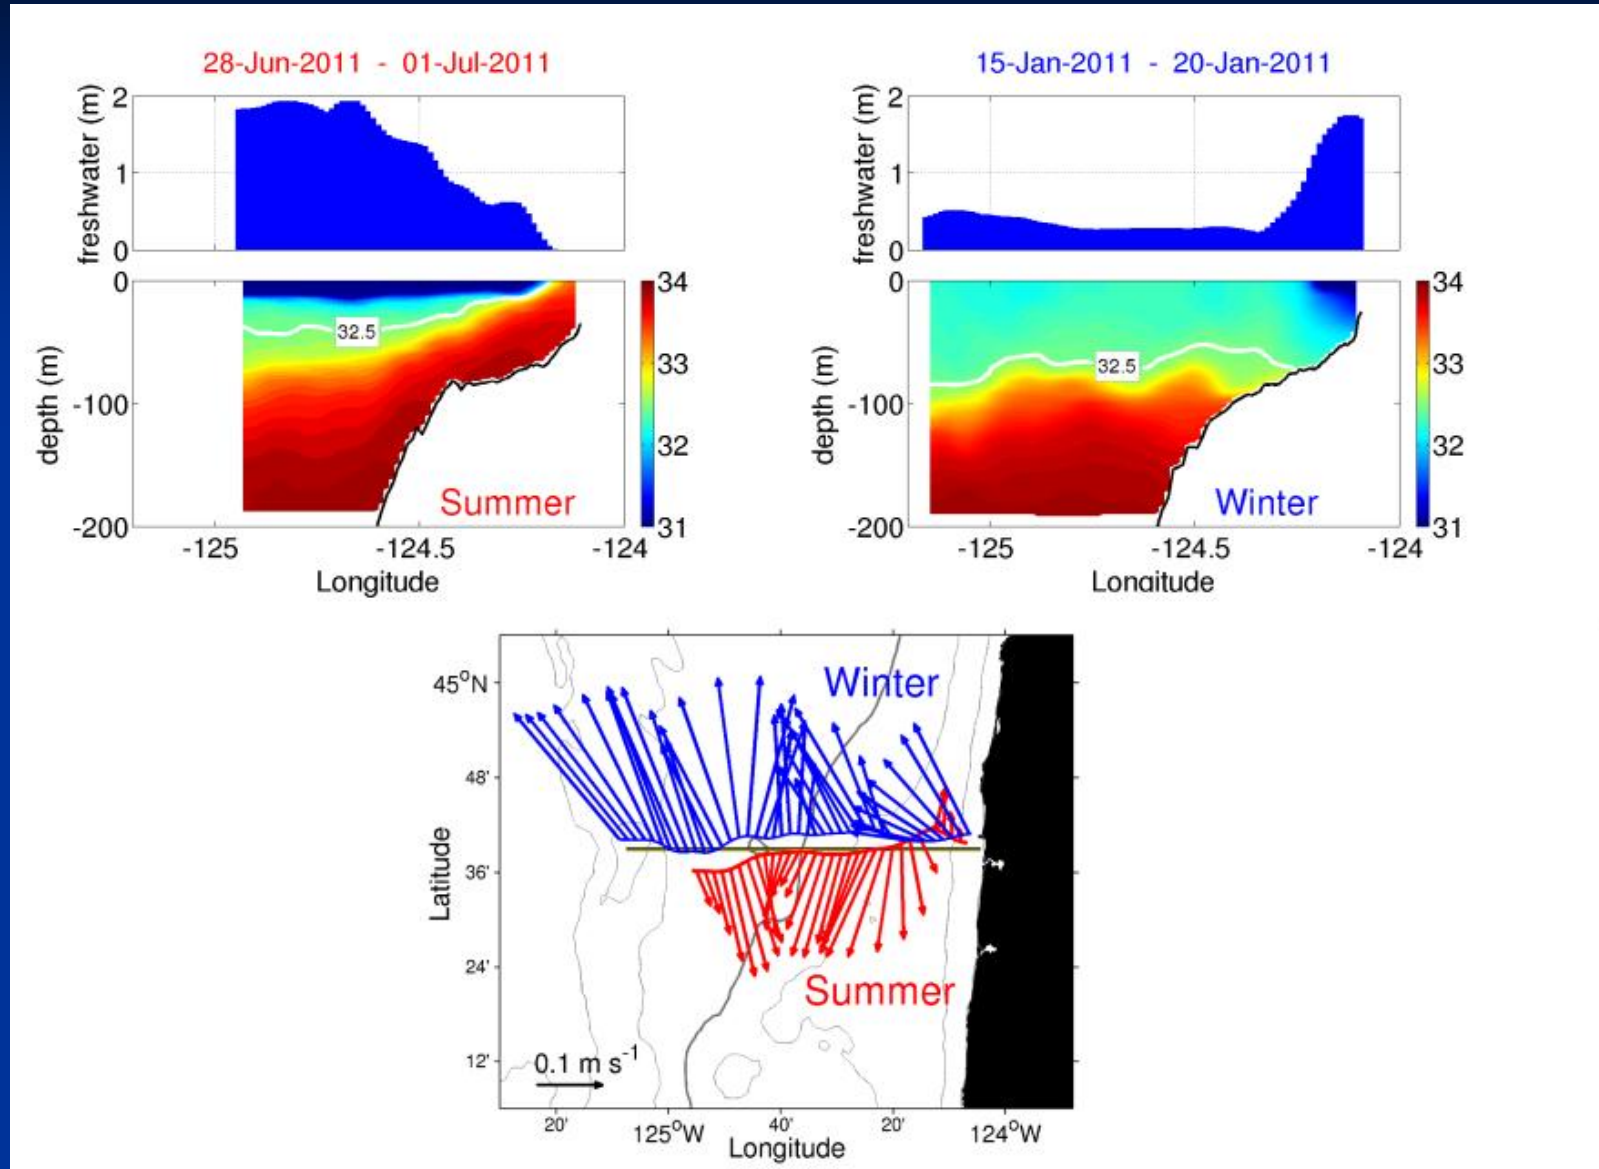 28-Jun-2011 - 01-Jul-2011
freshwater (m)
2
1
0
depth (m)
0
-100
-200
32.5
Summer
34
33
32
31
-125
-124.5
-124
Longitude
15-Jan-2011 - 20-Jan-2011
freshwater (m)
2
1
0
depth (m)
0
-100
-200
32.5
Winter
34
33
32
31
-125
-124.5
-124
Longitude
Latitude
45°N
48'
36'
24'
12'
Winter
Summer
0.1 m s-1
20'
125°W
40'
20'
124°W
Longitude